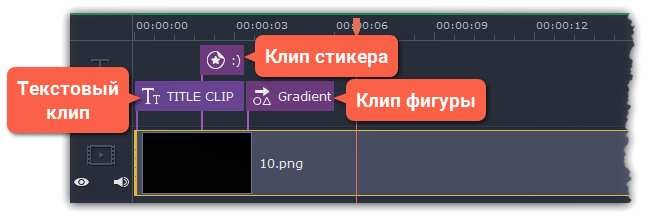 00:00:00 00:00:03 00:00:06 00:00:09 00:00:12
:) Клип стикера
Текстовый
клип
TITLE CLIP Gradient Клип фигуры
10.png